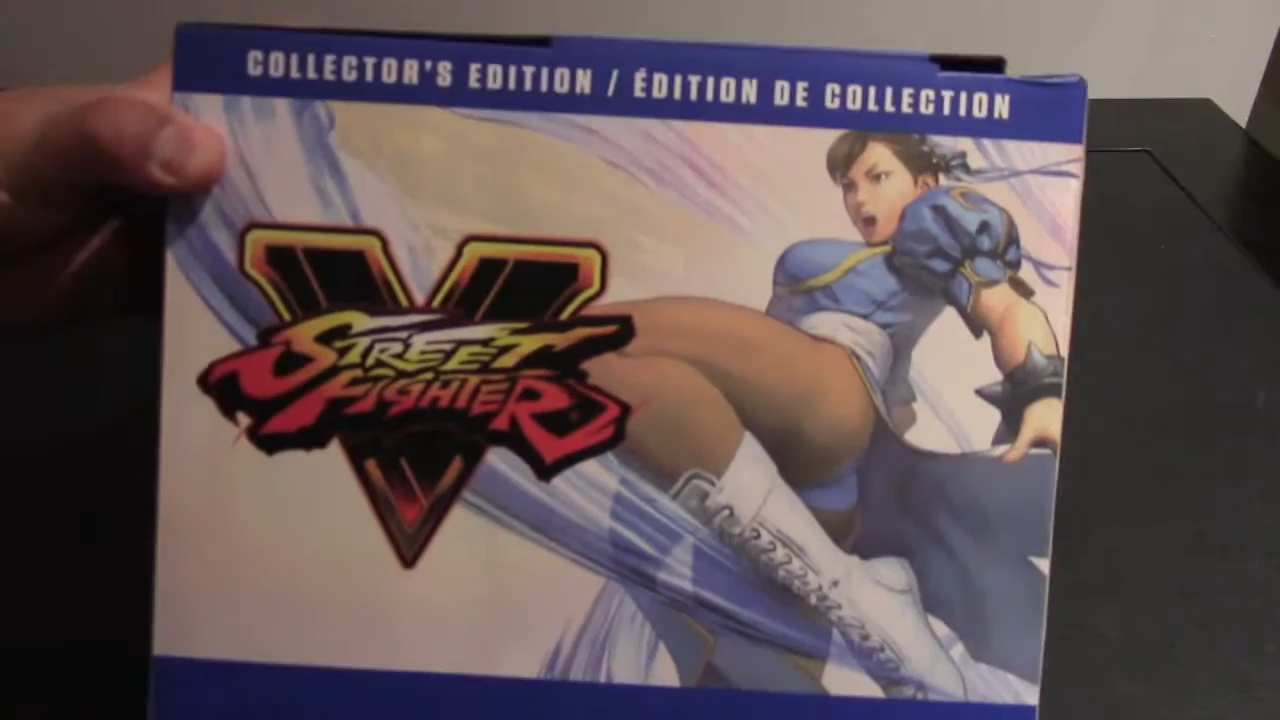 COLLECTOR'S EDITION / ÉDITION DE COLLECTION
V
STREET
FIGHTER